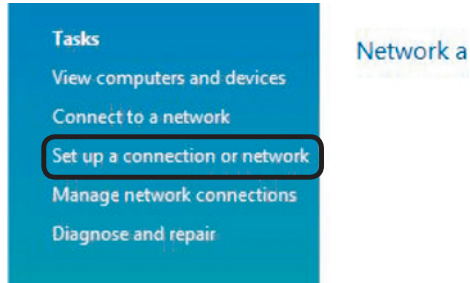 Tasks
Network a
View computers and devices
Connect to a network
Set up a connection or network
Manage network connections
Diagnose and repair